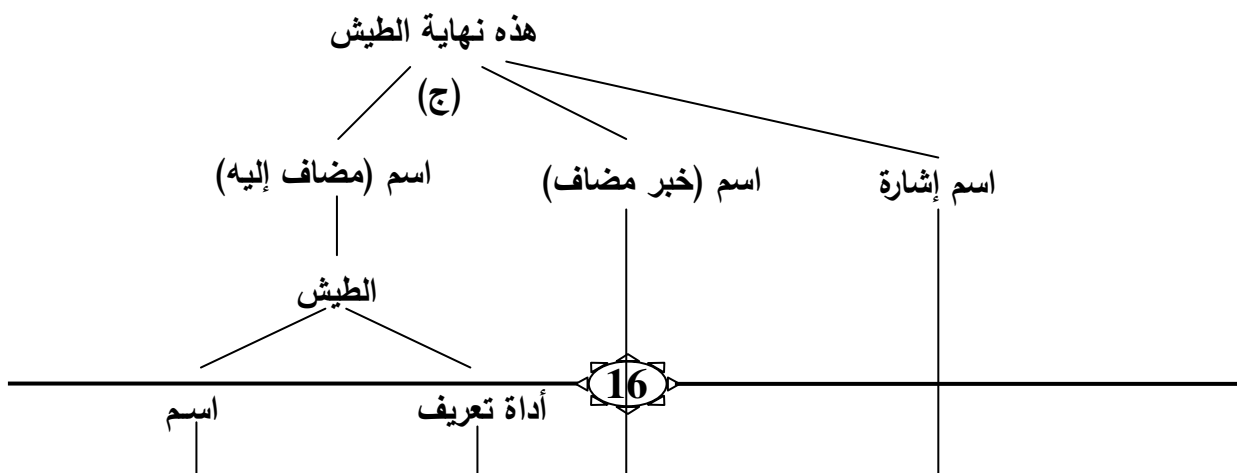 هذه نهاية الطيش
(ج)
اسم إشارة
اسم (خبر مضاف)
اسم (مضاف إليه)
الطيش
16
أداة تعريف
اسم